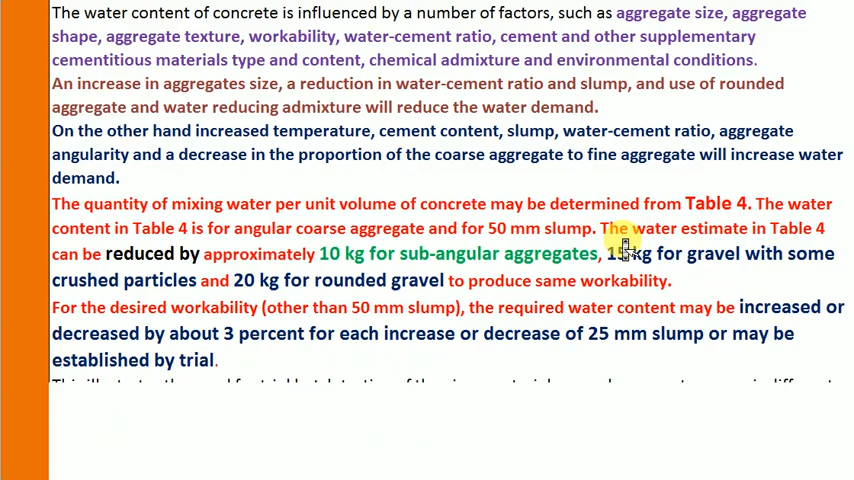 The water content of concrete is influenced by a number of factors, such as aggregate size, aggregate
shape, aggregate texture, workability, water-cement ratio, cement and other supplementary
cementitious materials type and content, chemical admixture and environmental conditions.
An increase in aggregates size, a reduction in water-cement ratio and slump, and use of rounded
aggregate and water reducing admixture will reduce the water demand.
On the other hand increased temperature, cement content, slump, water-cement ratio, aggregate
angularity and a decrease in the proportion of the coarse aggregate to fine aggregate will increase water
demand.
The quantity of mixing water per unit volume of concrete may be determined from Table 4. The water
content in Table 4 is for angular coarse aggregate and for 50 mm slump. The water estimate in Table 4
can be reduced by approximately 10 kg for sub-angular aggregates, 15 kg for gravel with some
crushed particles and 20 kg for rounded gravel to produce same workability.
For the desired workability (other than 50 mm slump), the required water content may be increased or
decreased by about 3 percent for each increase or decrease of 25 mm slump or may be
established by trial.